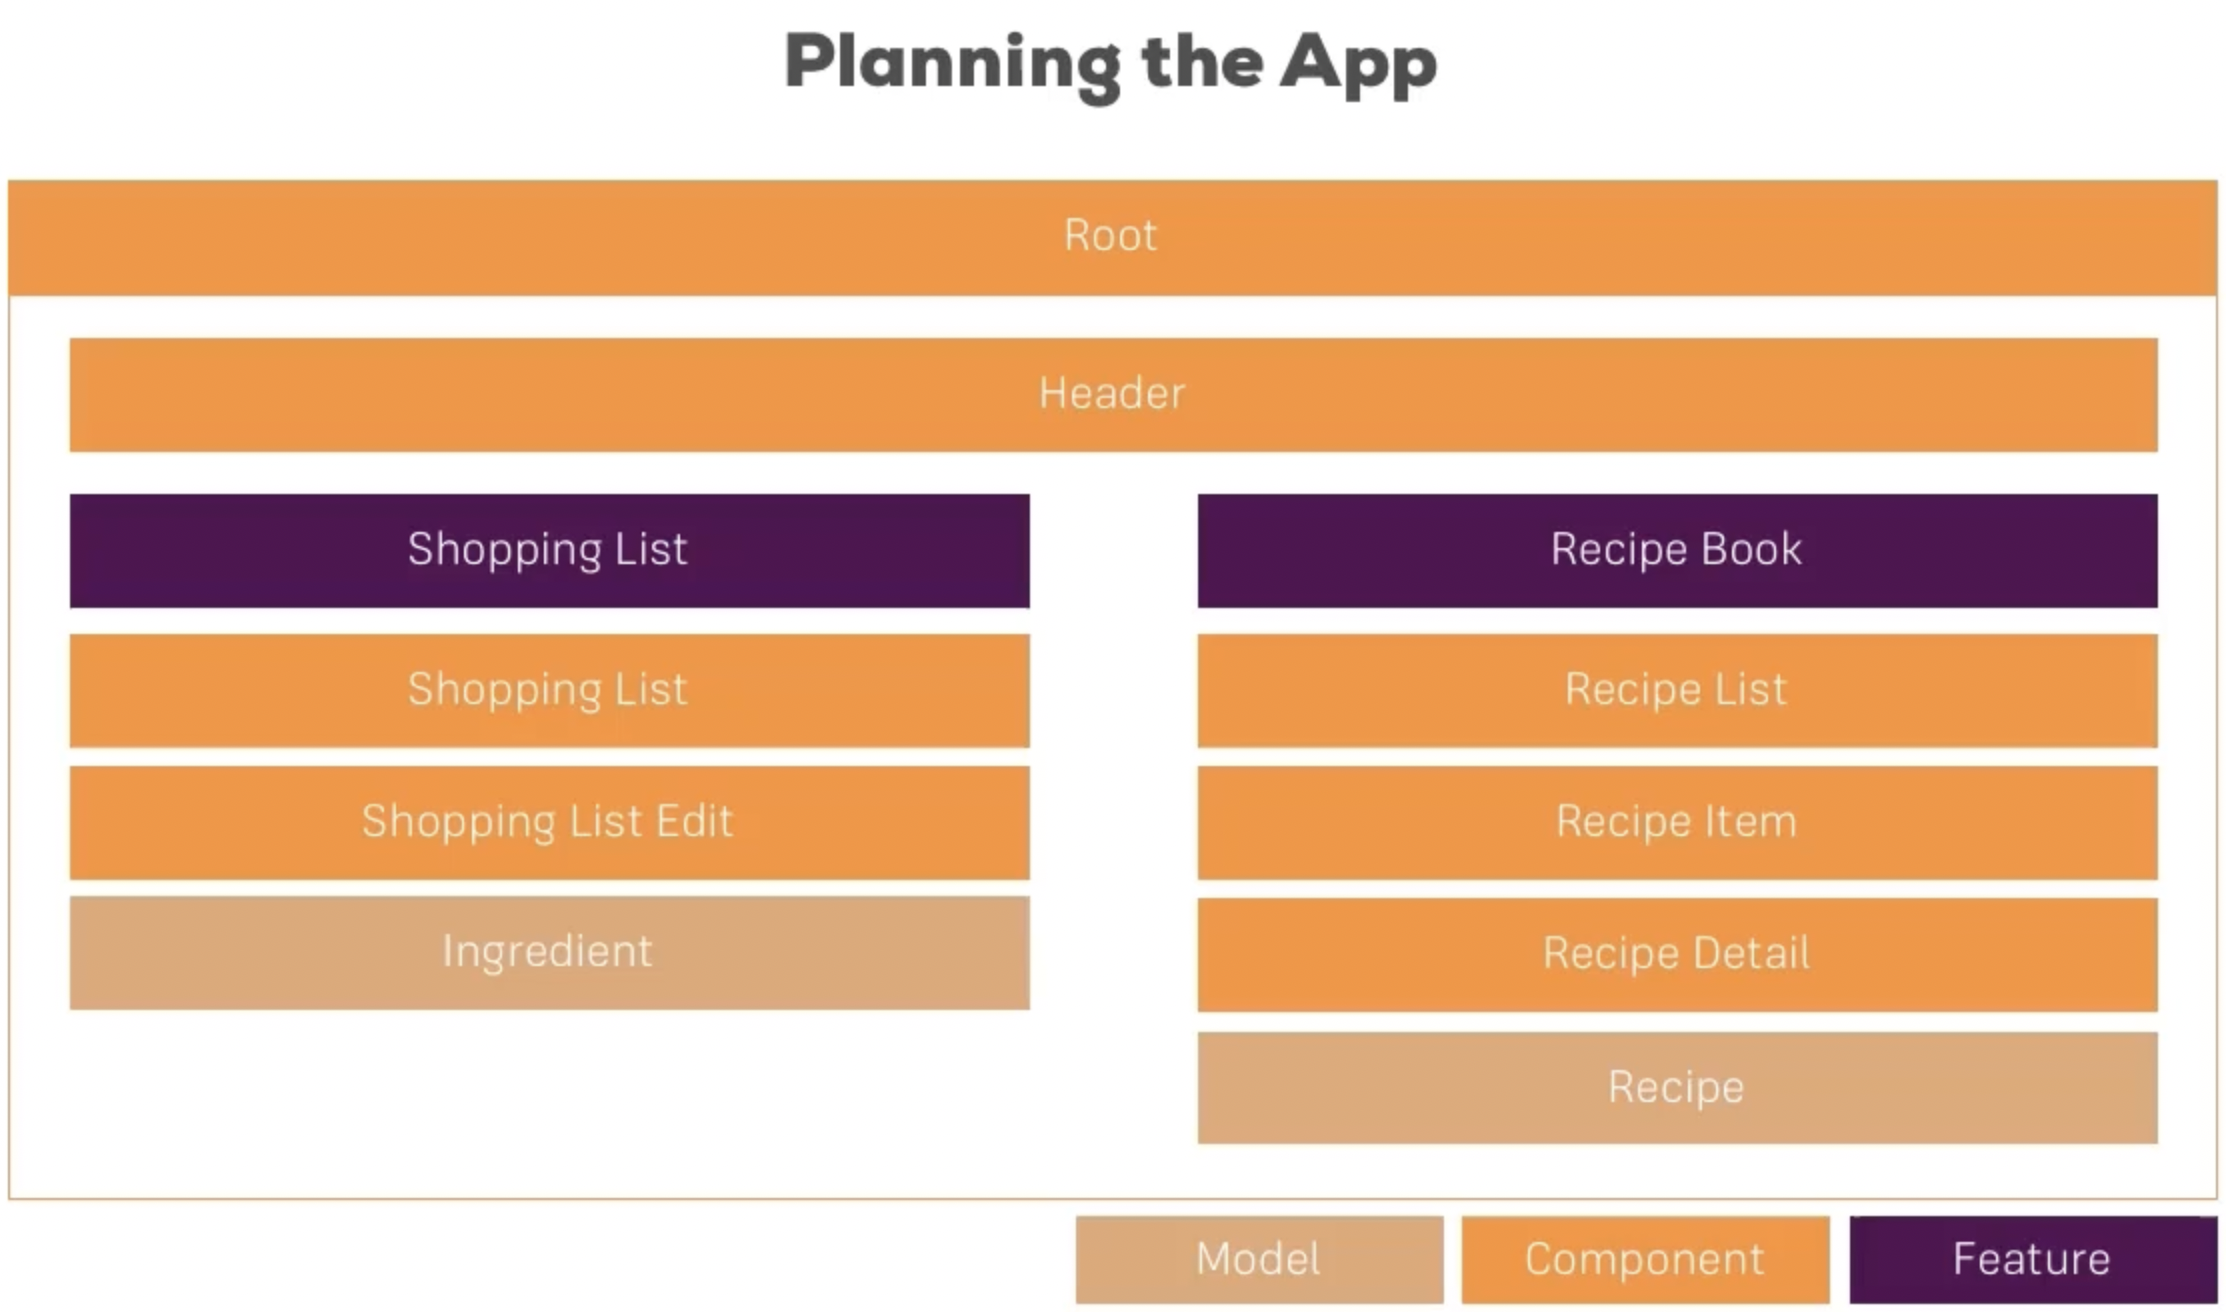 Planning the App
Root
Header
Shopping List
Shopping List
Shopping List Edit
Ingredient
Recipe Book
Recipe List
Recipe Item
Recipe Detail
Recipe
Model
Component
Feature